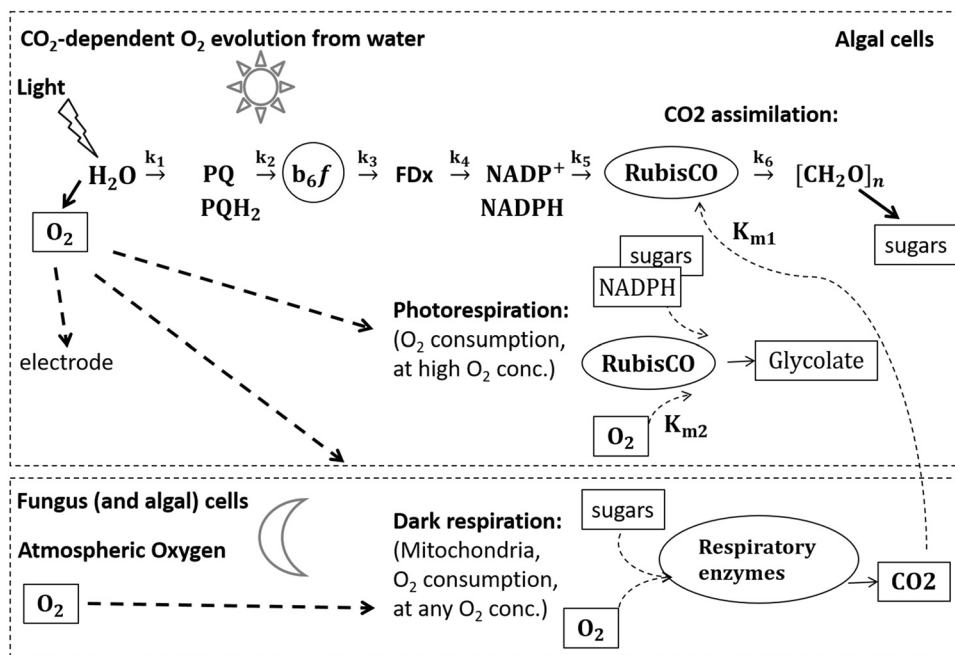 CO₂-dependent O₂ evolution from water
Algal cells
Light
CO2 assimilation:
H₂O k₁ PQ k₂ b₆f k₃ FDx k₄ NADP⁺ k₅ RubisCO k₆ [CH₂O]ₙ
PQH₂ NADPH
O₂
sugars
K_m1
sugars
NADPH
Photorespiration:
(O₂ consumption,
at high O₂ conc.)
electrode
RubisCO
Glycolate
O₂
K_m2
Fungus (and algal) cells
Atmospheric Oxygen
O₂
Dark respiration:
(Mitochondria,
O₂ consumption,
at any O₂ conc.)
sugars
O₂
Respiratory
enzymes
CO2